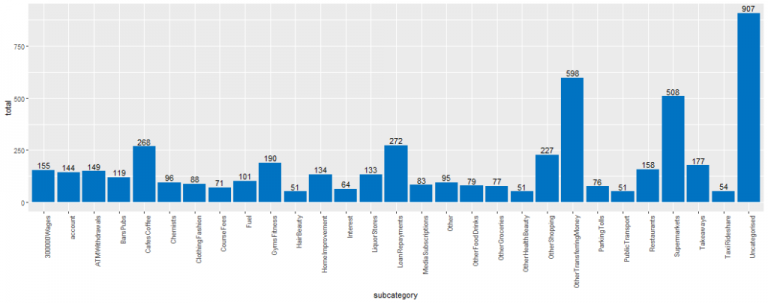 907
750
598
508
500
total
268
272
250
227
190
177
155
144
149
119
134
133
158
96
88
101
95
71
64
83
79
77
76
51
51
51
54
0
300000Wages
account
ATMWithdrawals
BarsPubs
CafesCoffee
Chemists
ClothingFashion
CourseFees
Fuel
GymsFitness
HairBeauty
HomeImprovement
Interest
LiquorStores
LoanRepayments
MediaSubscriptions
Other
OtherFoodDrinks
OtherGroceries
OtherHealthBeauty
OtherShopping
OtherTransferringMoney
ParkingTolls
PublicTransport
Restaurants
Supermarkets
Takeaways
TaxiRideshare
Uncategorised
subcategory